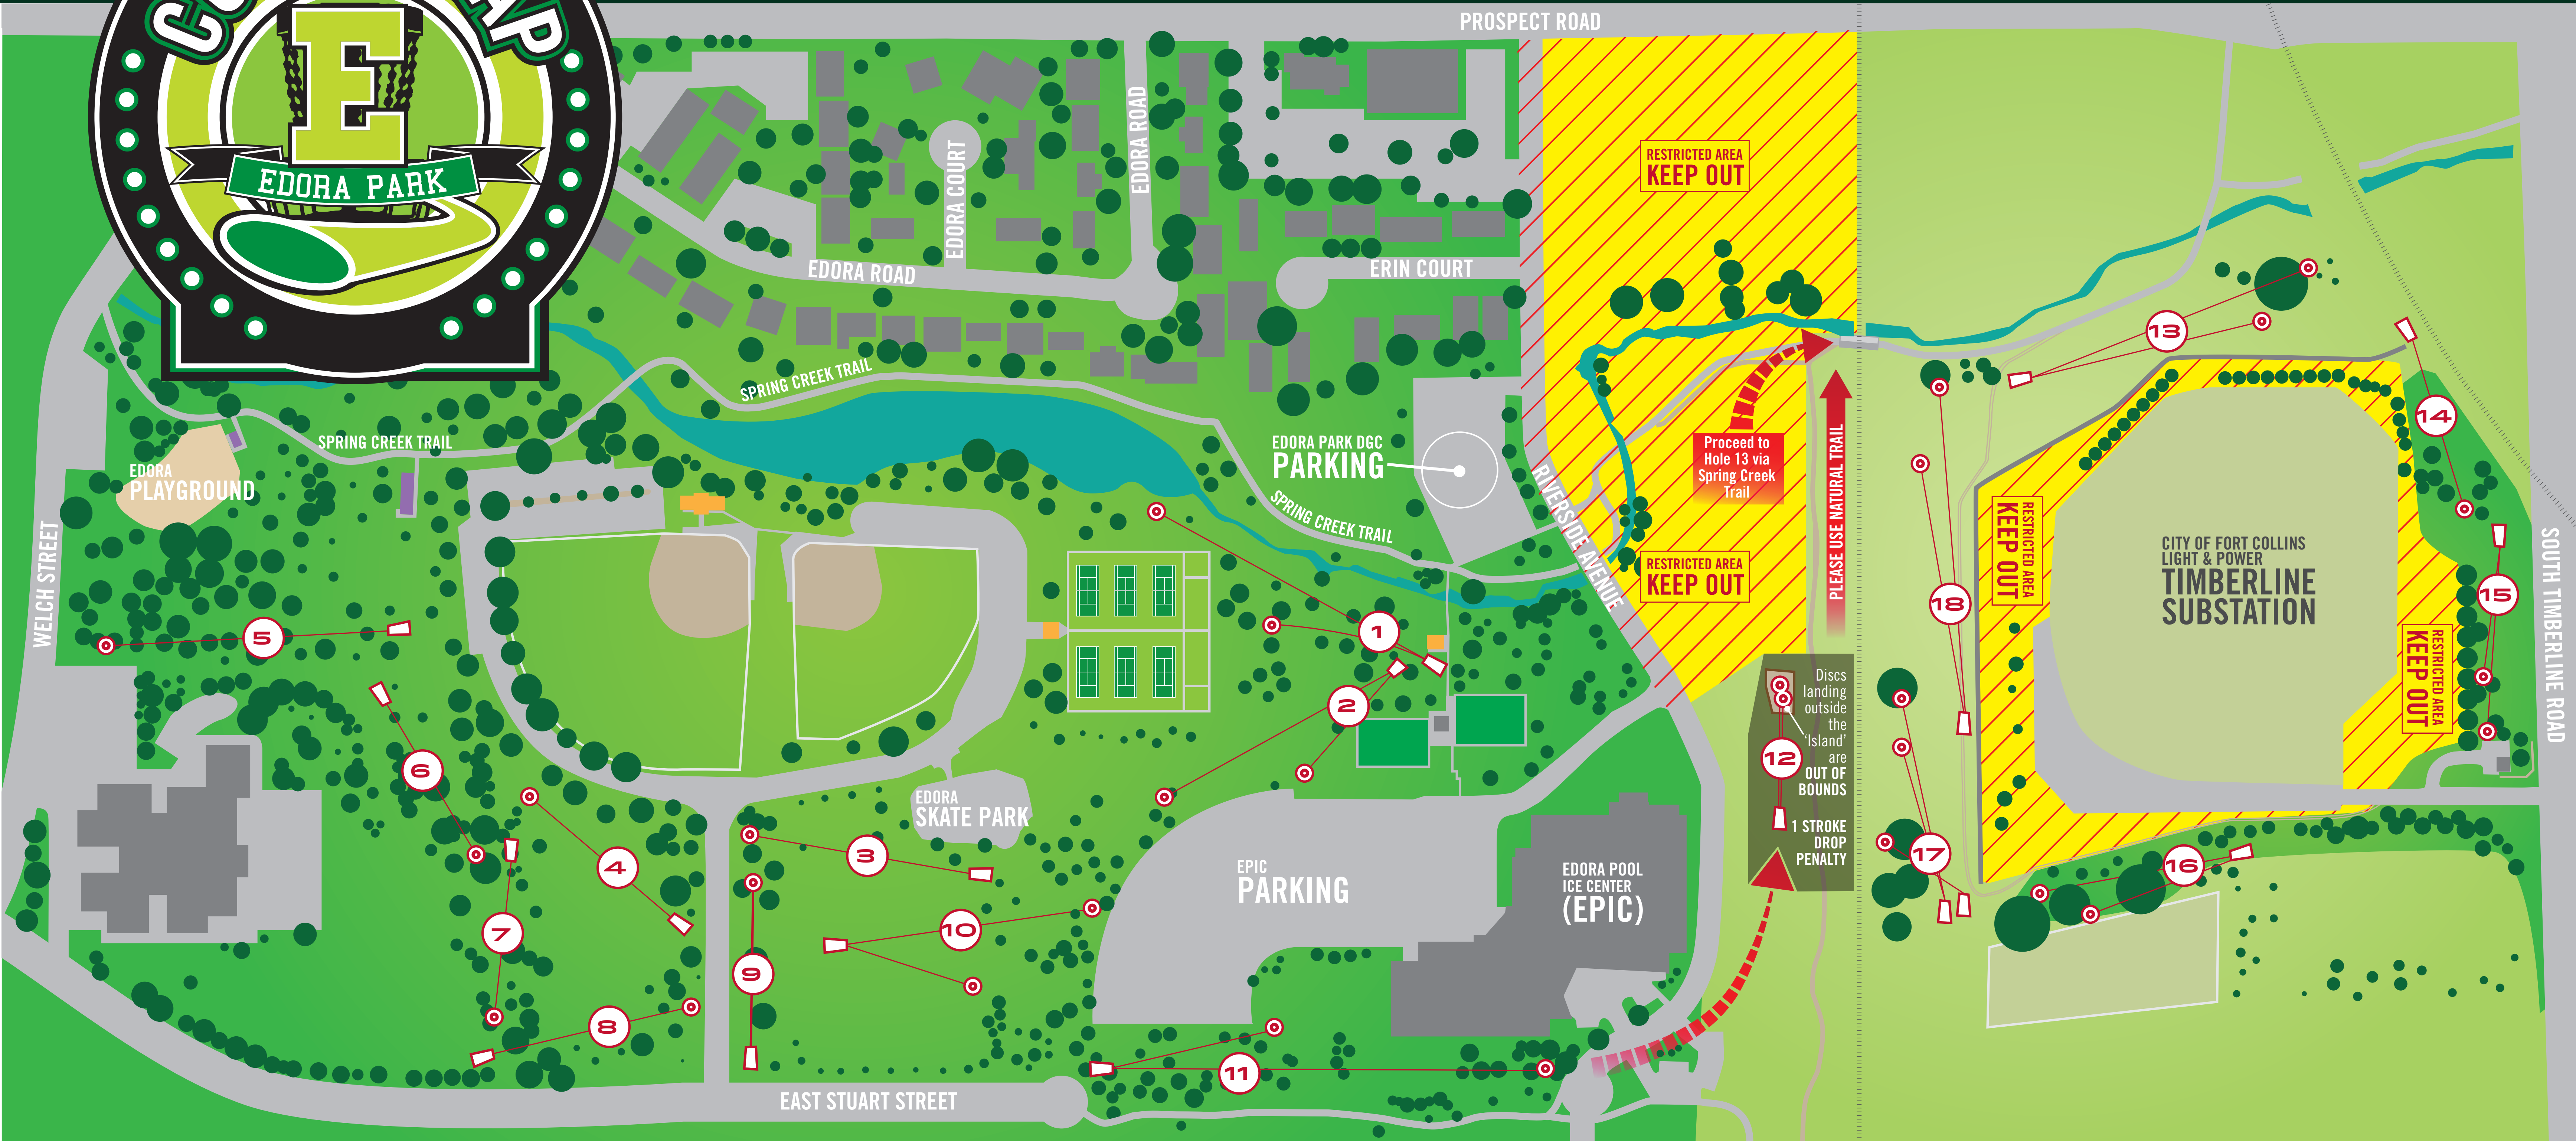 E
EDORA PARK
PROSPECT ROAD
EDORA ROAD
EDORA COURT
EDORA ROAD
ERIN COURT
RESTRICTED AREA
KEEP OUT
SPRING CREEK TRAIL
SPRING CREEK TRAIL
EDORA
PLAYGROUND
WELCH STREET
EDORA PARK DGC
PARKING
SPRING CREEK TRAIL
RIVERSIDE AVENUE
Proceed to
Hole 13 via
Spring Creek
Trail
PLEASE USE NATURAL TRAIL
RESTRICTED AREA
KEEP OUT
RESTRICTED AREA
KEEP OUT
CITY OF FORT COLLINS
LIGHT & POWER
TIMBERLINE
SUBSTATION
RESTRICTED AREA
KEEP OUT
SOUTH TIMBERLINE ROAD
13
14
15
18
1
2
5
6
4
3
7
8
9
10
11
12
17
16
Discs
landing
outside
the
'Island'
are
OUT OF
BOUNDS
1 STROKE
DROP
PENALTY
EDORA
SKATE PARK
EPIC
PARKING
EDORA POOL
ICE CENTER
(EPIC)
EAST STUART STREET